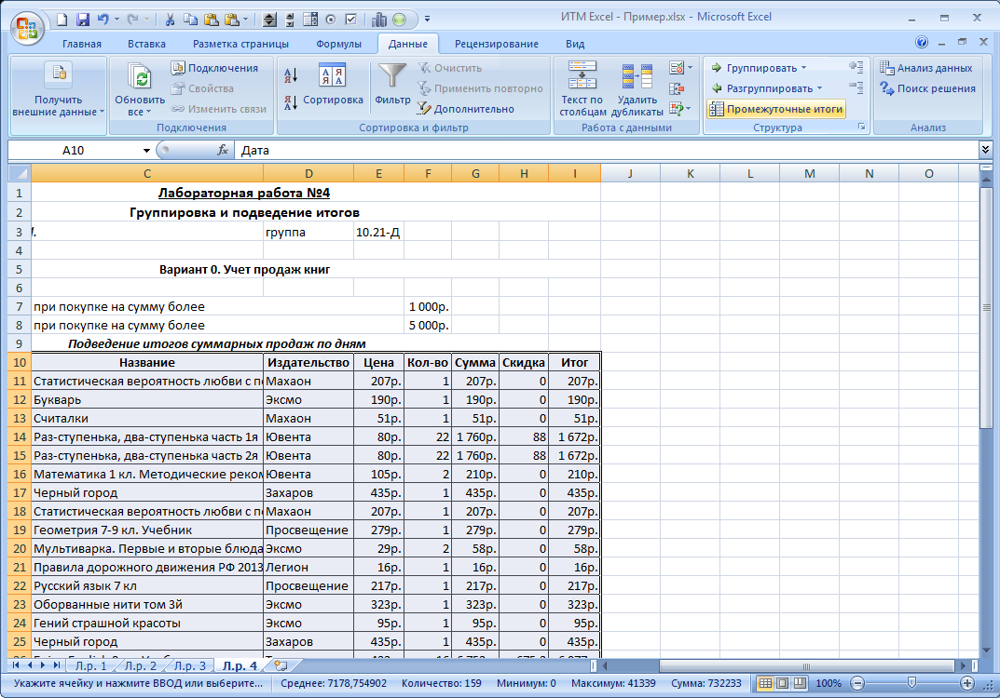 ИТМ Excel - Пример.xlsx - Microsoft Excel
Главная Вставка Разметка страницы Формулы Данные Рецензирование Вид
Получить внешние данные
Обновить все
Подключения
Свойства
Изменить связи
Подключения
Сортировка
Фильтр
Очистить
Применить повторно
Дополнительно
Сортировка и фильтр
Текст по столбцам
Удалить дубликаты
Работа с данными
Группировать
Разгруппировать
Промежуточные итоги
Структура
Анализ данных
Поиск решения
Анализ
A10 fx Дата
C D E F G H I J K L M N O
1 Лабораторная работа №4
2 Группировка и подведение итогов
3 группа 10.21-Д
4
5 Вариант 0. Учет продаж книг
6
7 при покупке на сумму более 1 000р.
8 при покупке на сумму более 5 000р.
9 Подведение итогов суммарных продаж по дням
10 Название Издательство Цена Кол-во Сумма Скидка Итог
11 Статистическая вероятность любви с пе Махаон 207р. 1 207р. 0 207р.
12 Букварь Эксмо 190р. 1 190р. 0 190р.
13 Считалки Махаон 51р. 1 51р. 0 51р.
14 Раз-ступенька, два-ступенька часть 1я Ювента 80р. 22 1 760р. 88 1 672р.
15 Раз-ступенька, два-ступенька часть 2я Ювента 80р. 22 1 760р. 88 1 672р.
16 Математика 1 кл. Методические реком Ювента 105р. 2 210р. 0 210р.
17 Черный город Захаров 435р. 1 435р. 0 435р.
18 Статистическая вероятность любви с пе Махаон 207р. 1 207р. 0 207р.
19 Геометрия 7-9 кл. Учебник Просвещение 279р. 1 279р. 0 279р.
20 Мультиварка. Первые и вторые блюда Эксмо 29р. 2 58р. 0 58р.
21 Правила дорожного движения РФ 2013 Легион 16р. 1 16р. 0 16р.
22 Русский язык 7 кл Просвещение 217р. 1 217р. 0 217р.
23 Оборванные нити том 3й Эксмо 323р. 1 323р. 0 323р.
24 Гений страшной красоты Эксмо 95р. 1 95р. 0 95р.
25 Черный город Захаров 435р. 1 435р. 0 435р.
Л.р. 1 Л.р. 2 Л.р. 3 Л.р. 4
Укажите ячейку и нажмите ВВОД или выберите... Среднее: 7178,754902 Количество: 159 Минимум: 0 Максимум: 41339 Сумма: 732233 100%